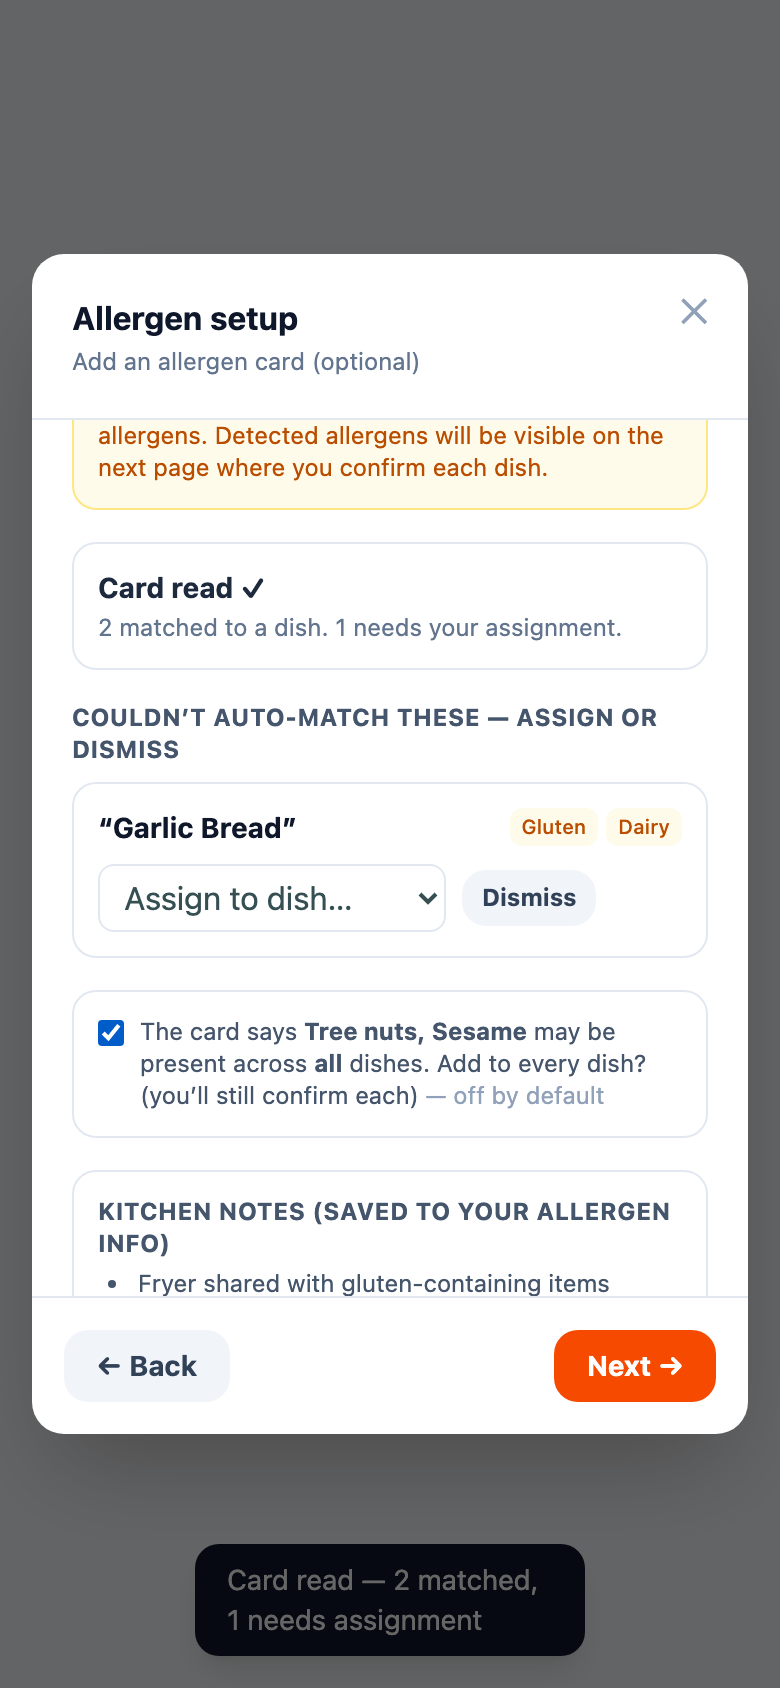 Allergen setup
Add an allergen card (optional)
allergens. Detected allergens will be visible on the
next page where you confirm each dish.
Card read ✓
2 matched to a dish. 1 needs your assignment.
COULDN’T AUTO-MATCH THESE — ASSIGN OR
DISMISS
“Garlic Bread”
Gluten Dairy
Assign to dish...
Dismiss
The card says Tree nuts, Sesame may be
present across all dishes. Add to every dish?
(you’ll still confirm each) — off by default
KITCHEN NOTES (SAVED TO YOUR ALLERGEN
INFO)
• Fryer shared with gluten-containing items
← Back
Next →
Card read — 2 matched,
1 needs assignment